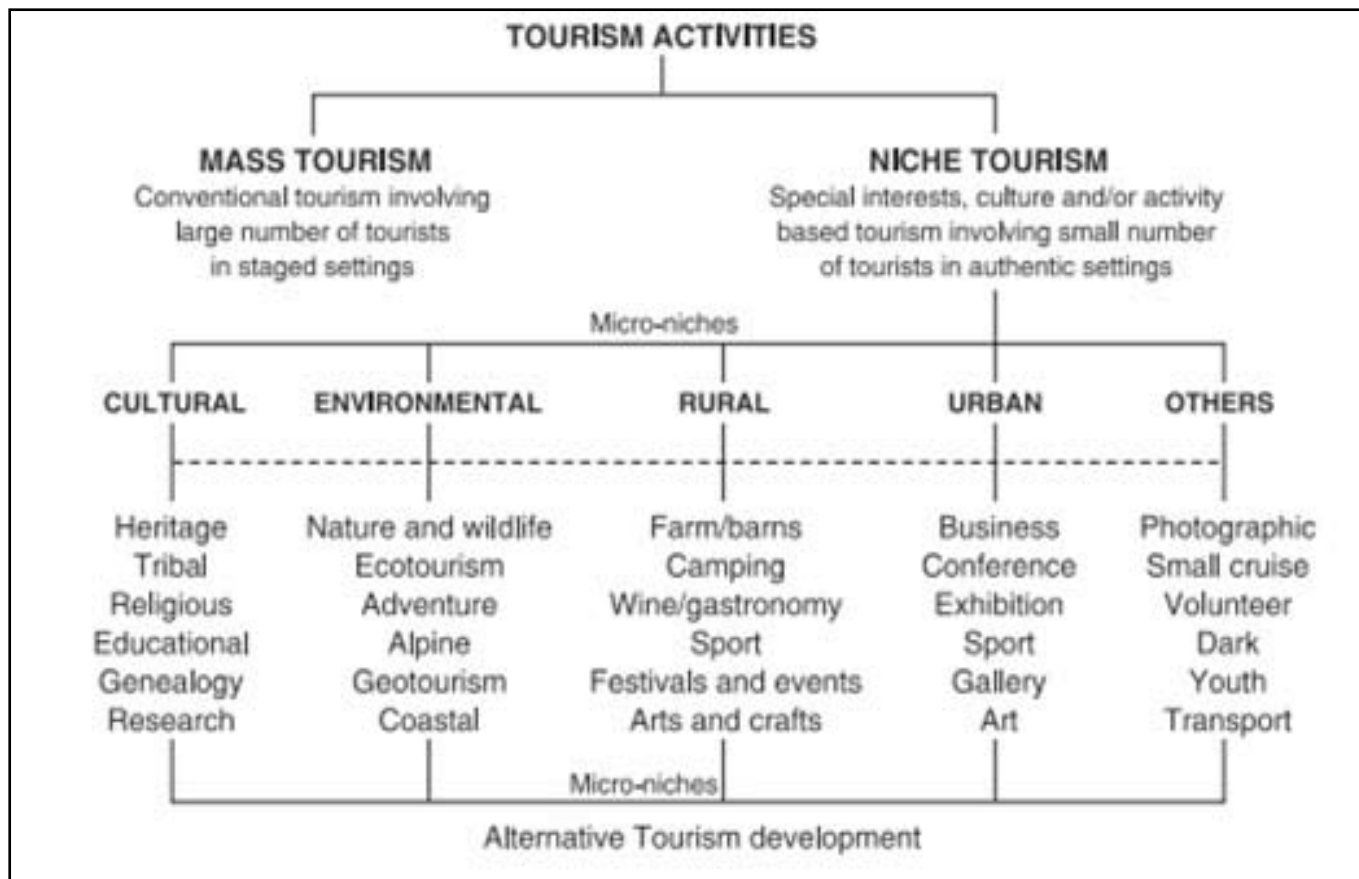 TOURISM ACTIVITIES
MASS TOURISM
Conventional tourism involving
large number of tourists
in staged settings
NICHE TOURISM
Special interests, culture and/or activity
based tourism involving small number
of tourists in authentic settings
Micro-niches
CULTURAL
ENVIRONMENTAL
RURAL
URBAN
OTHERS
Heritage
Tribal
Religious
Educational
Genealogy
Research
Nature and wildlife
Ecotourism
Adventure
Alpine
Geotourism
Coastal
Farm/barns
Camping
Wine/gastronomy
Sport
Festivals and events
Arts and crafts
Business
Conference
Exhibition
Sport
Gallery
Art
Photographic
Small cruise
Volunteer
Dark
Youth
Transport
Micro-niches
Alternative Tourism development